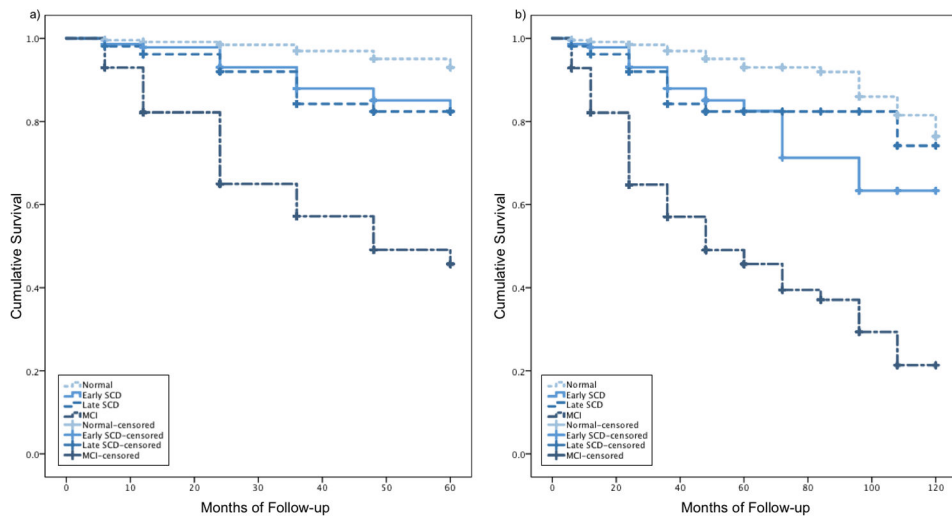 a)
1.0
0.8
0.6
0.4
0.2
0.0
Cumulative Survival
Normal
Early SCD
Late SCD
MCI
Normal-censored
Early SCD-censored
Late SCD-censored
MCI-censored
0 10 20 30 40 50 60
Months of Follow-up
b)
1.0
0.8
0.6
0.4
0.2
0.0
Cumulative Survival
Normal
Early SCD
Late SCD
MCI
Normal-censored
Early SCD-censored
Late SCD-censored
MCI-censored
0 20 40 60 80 100 120
Months of Follow-up